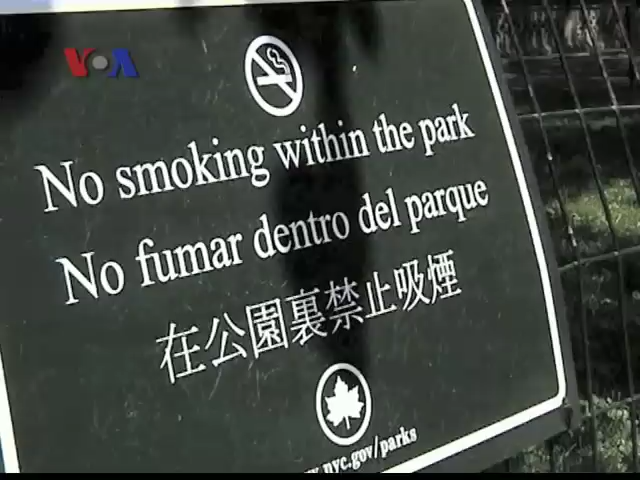 VOA
No smoking within the park
No fumar dentro del parque
在公園裏禁止吸煙
nyc.gov/parks